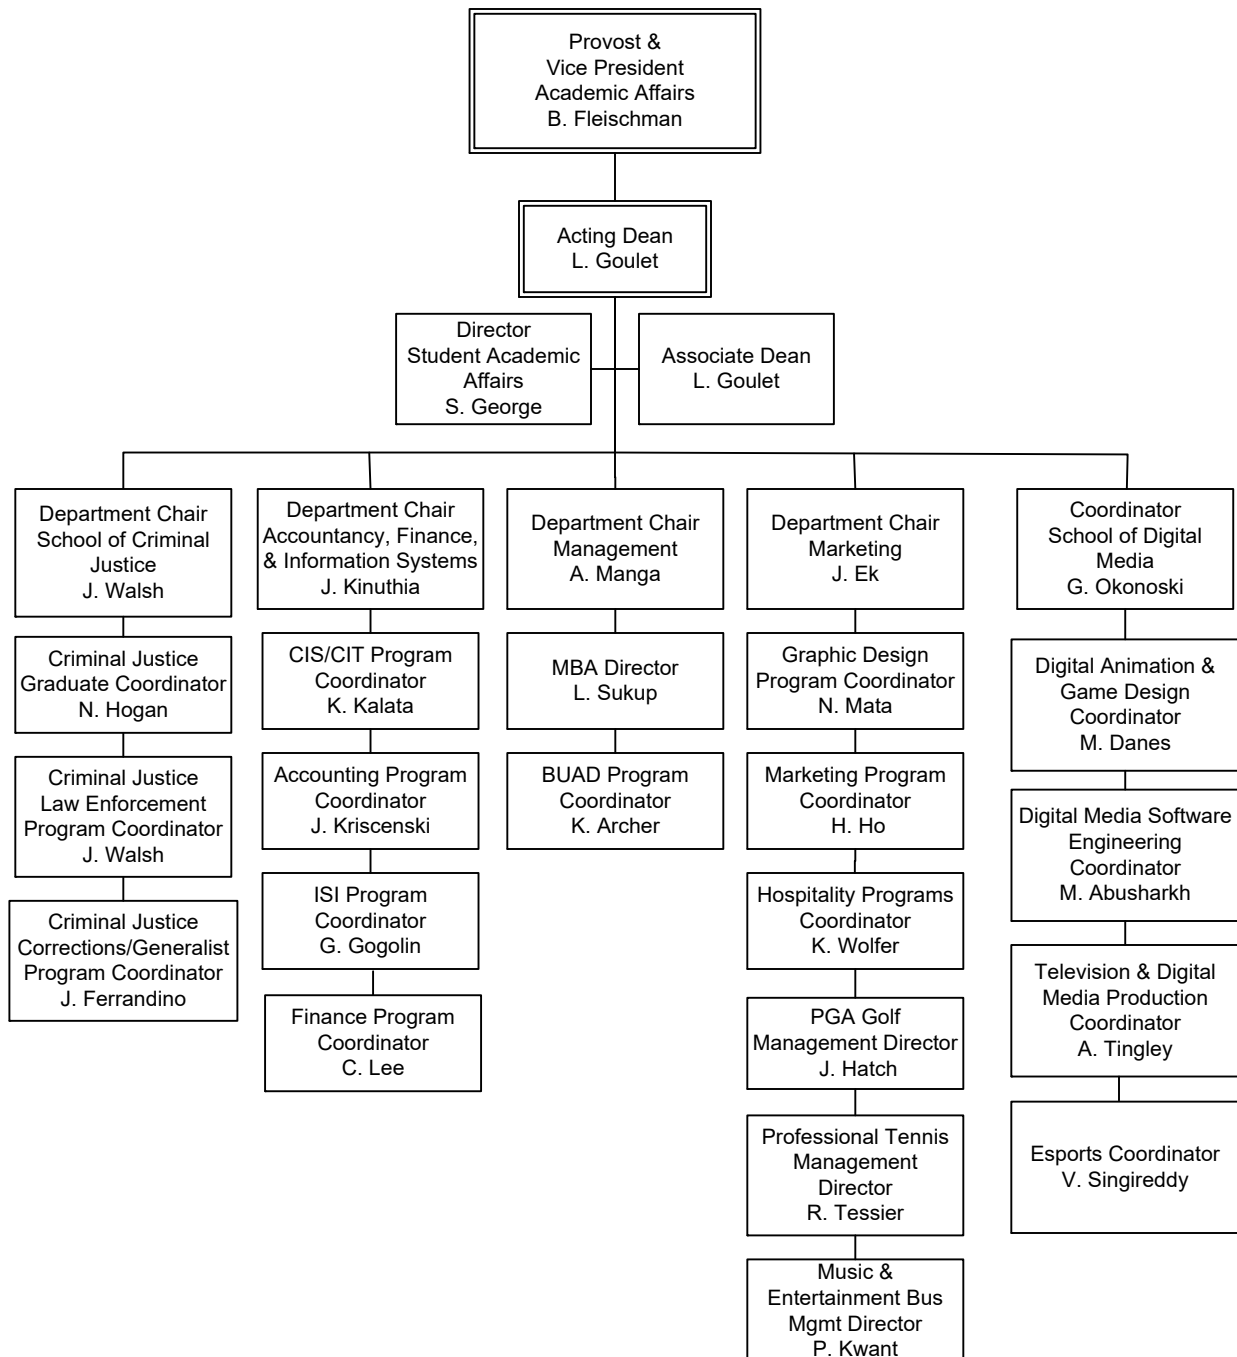 Provost &
Vice President
Academic Affairs
B. Fleischman
Acting Dean
L. Goulet
Director
Student Academic
Affairs
S. George
Associate Dean
L. Goulet
Department Chair
School of Criminal
Justice
J. Walsh
Criminal Justice
Graduate Coordinator
N. Hogan
Criminal Justice
Law Enforcement
Program Coordinator
J. Walsh
Criminal Justice
Corrections/Generalist
Program Coordinator
J. Ferrandino
Department Chair
Accountancy, Finance,
& Information Systems
J. Kinuthia
CIS/CIT Program
Coordinator
K. Kalata
Accounting Program
Coordinator
J. Kriscenski
ISI Program
Coordinator
G. Gogolin
Finance Program
Coordinator
C. Lee
Department Chair
Management
A. Manga
MBA Director
L. Sukup
BUAD Program
Coordinator
K. Archer
Department Chair
Marketing
J. Ek
Graphic Design
Program Coordinator
N. Mata
Marketing Program
Coordinator
H. Ho
Hospitality Programs
Coordinator
K. Wolfer
PGA Golf
Management Director
J. Hatch
Professional Tennis
Management
Director
R. Tessier
Music &
Entertainment Bus
Mgmt Director
P. Kwant
Coordinator
School of Digital
Media
G. Okonoski
Digital Animation &
Game Design
Coordinator
M. Danes
Digital Media Software
Engineering
Coordinator
M. Abusharkh
Television & Digital
Media Production
Coordinator
A. Tingley
Esports Coordinator
V. Singireddy